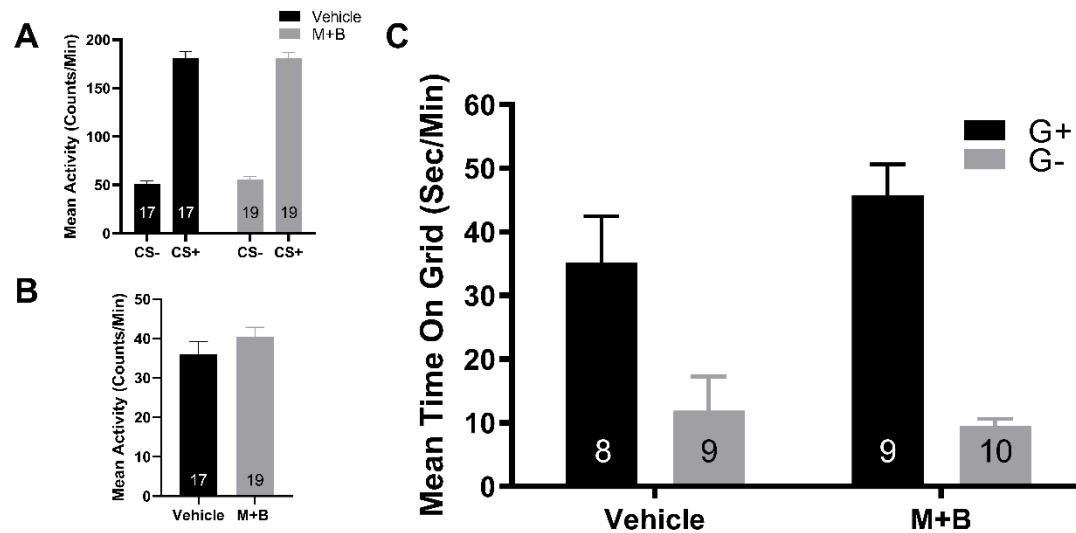 A
Vehicle
M+B
Mean Activity (Counts/Min)
200
150
100
50
0
17
17
19
19
CS-
CS+
CS-
CS+
B
Mean Activity (Counts/Min)
50
40
30
20
10
0
17
19
Vehicle
M+B
C
Mean Time On Grid (Sec/Min)
60
50
40
30
20
10
0
G+
G-
8
9
9
10
Vehicle
M+B